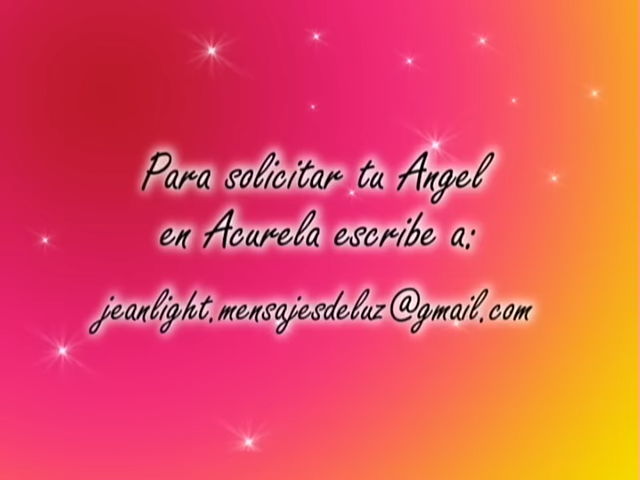 Para solicitar tu Angel
en Acurela escribe a:
jeanlight.mensajesdeluz@gmail.com